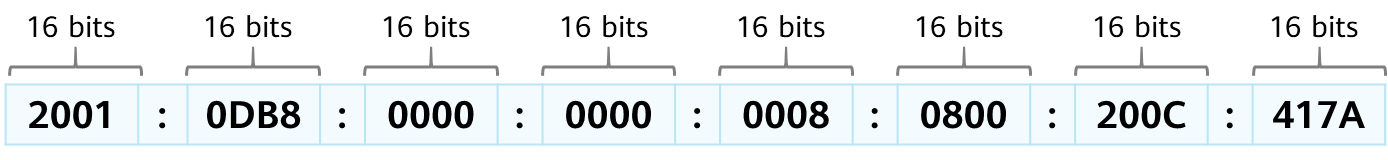 16 bits 16 bits 16 bits 16 bits 16 bits 16 bits 16 bits 16 bits
2001 : 0DB8 : 0000 : 0000 : 0008 : 0800 : 200C : 417A